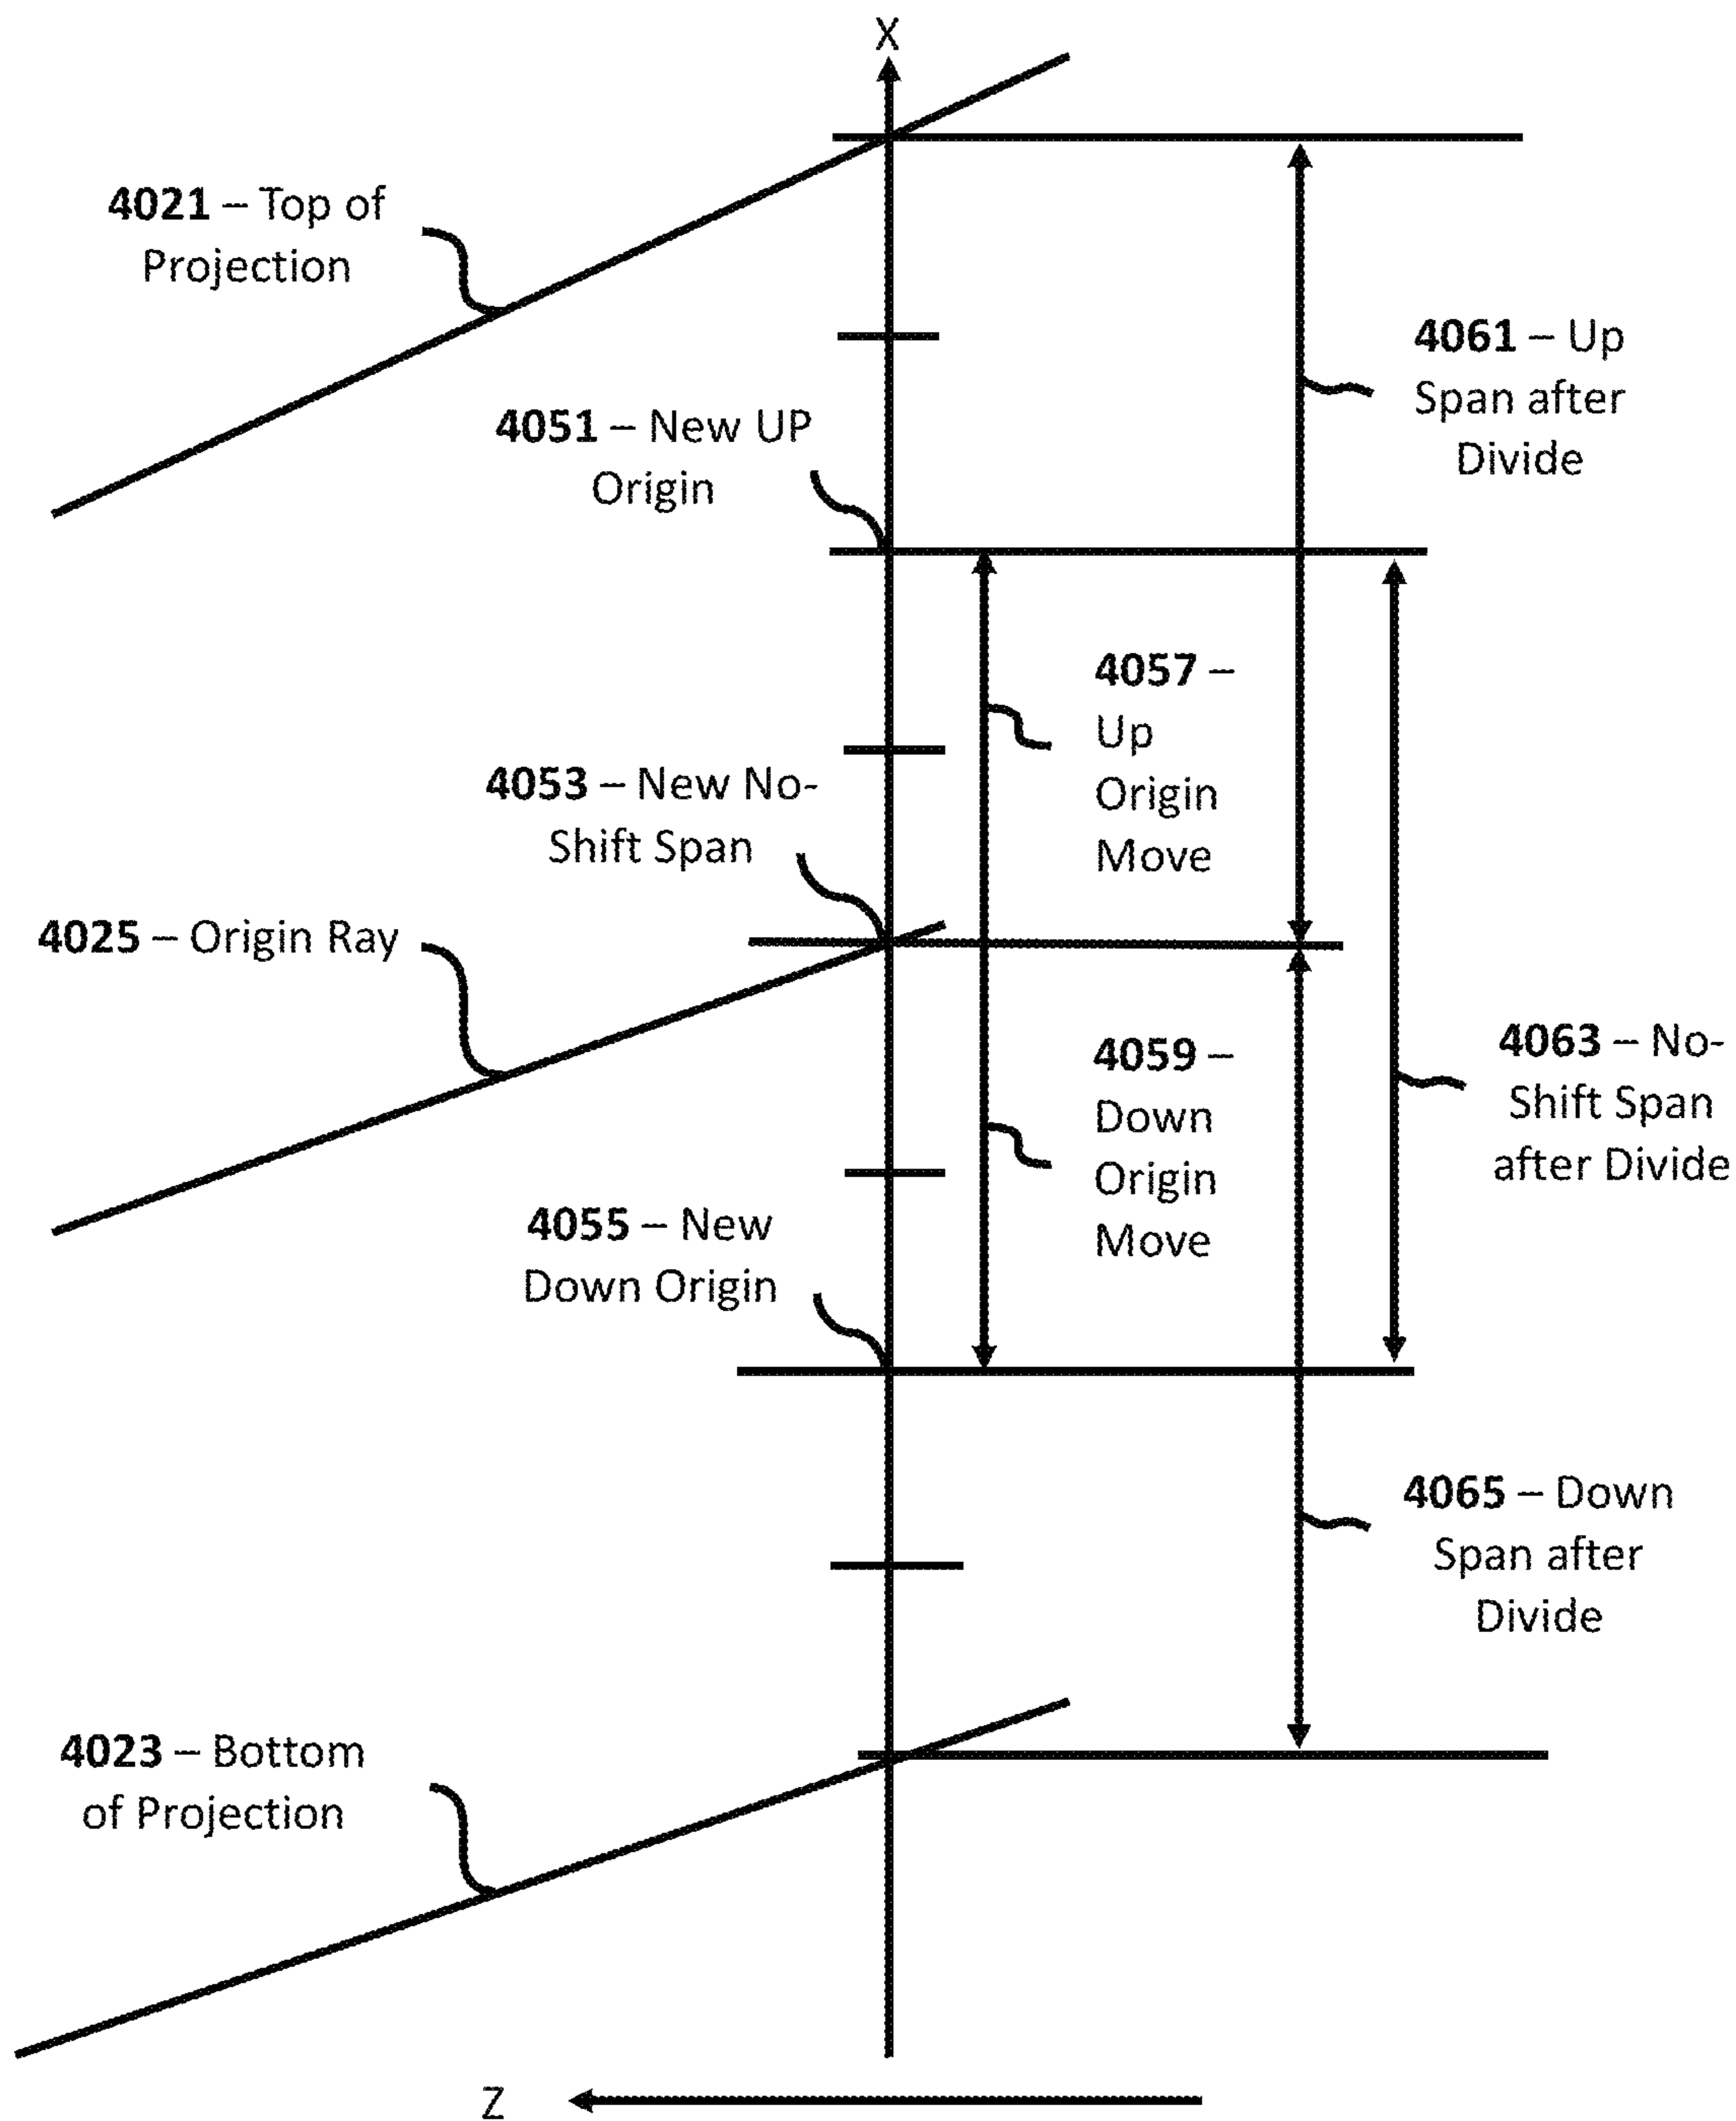 X
4021 – Top of
Projection
4061 – Up
Span after
Divide
4051 – New UP
Origin
4057 –
Up
Origin
Move
4053 – New No-
Shift Span
4025 – Origin Ray
4063 – No-
Shift Span
after Divide
4059 –
Down
Origin
Move
4055 – New
Down Origin
4065 – Down
Span after
Divide
4023 – Bottom
of Projection
Z